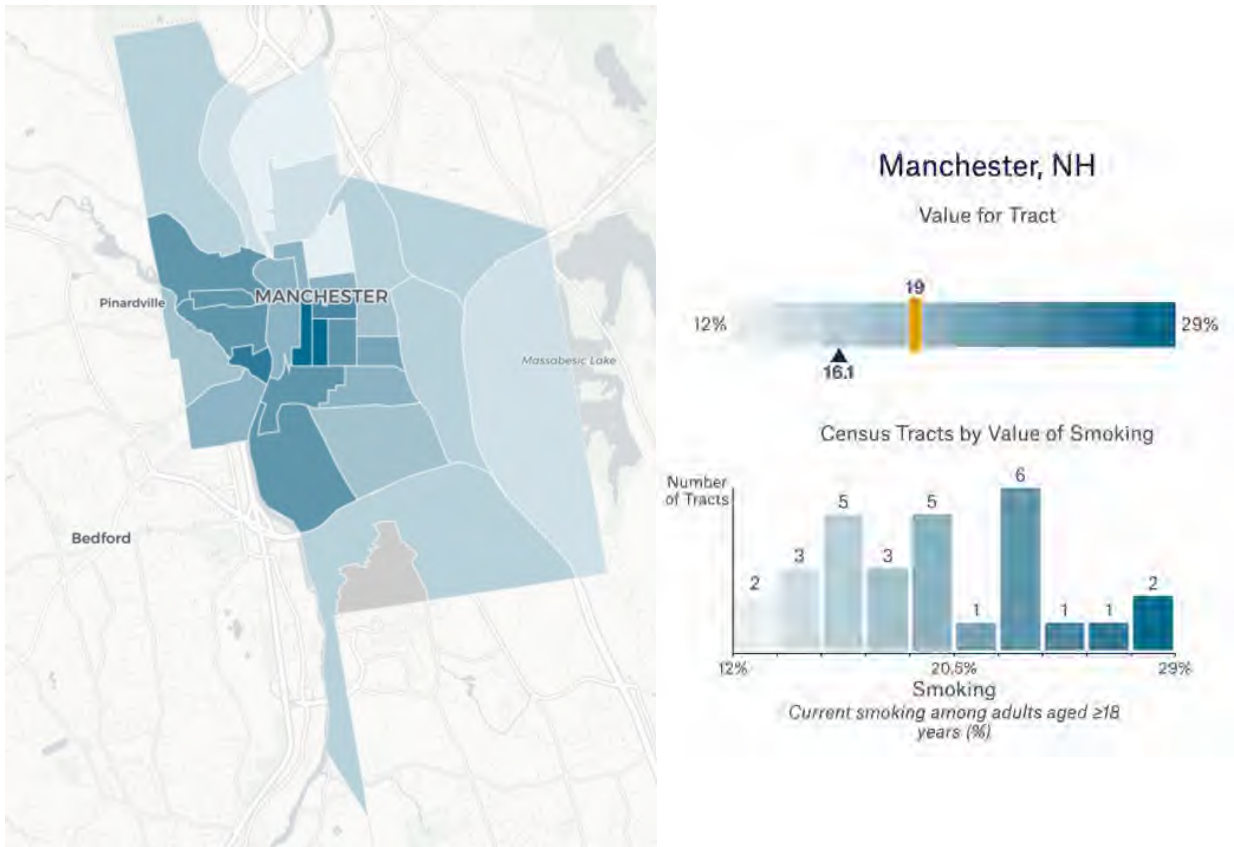 Pinardville
MANCHESTER
Massabesic Lake
Bedford
Manchester, NH
Value for Tract
19
12%
29%
16.1
Census Tracts by Value of Smoking
Number
of Tracts
2
3
5
3
5
1
6
1
1
2
12%
20.5%
29%
Smoking
Current smoking among adults aged ≥18
years (%)